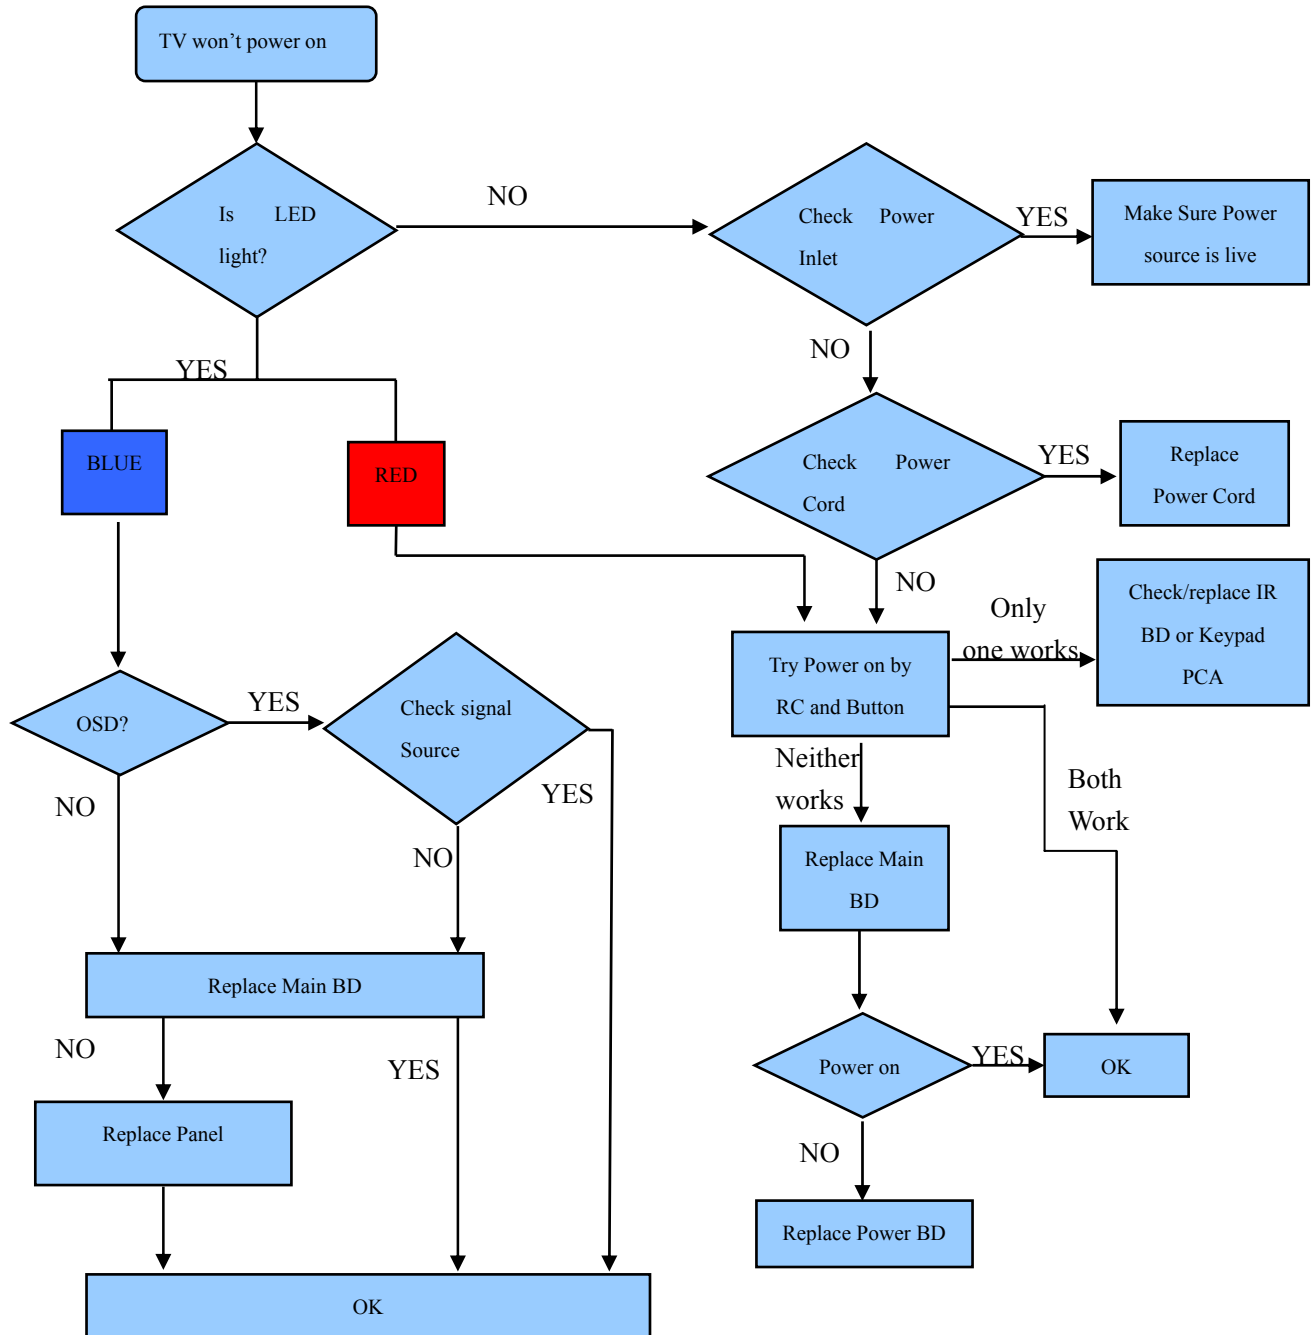 TV won’t power on
Is LED
light?
NO
Check Power
Inlet
YES
Make Sure Power
source is live
YES
NO
BLUE
RED
Check Power
Cord
YES
Replace
Power Cord
NO
Only
one works
Check/replace IR
BD or Keypad
PCA
Try Power on by
RC and Button
OSD?
YES
Check signal
Source
YES
NO
NO
Neither
works
Both
Work
Replace Main
BD
Replace Main BD
NO
YES
Power on
YES
OK
Replace Panel
NO
Replace Power BD
OK